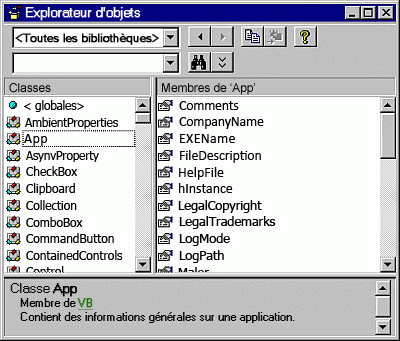 Explorateur d'objets
<Toutes les bibliothèques>
Classes
< globales>
AmbientProperties
App
AsynvProperty
CheckBox
Clipboard
Collection
ComboBox
CommandButton
ContainedControls
Control
Membres de 'App'
Comments
CompanyName
EXEName
FileDescription
HelpFile
hInstance
LegalCopyright
LegalTrademarks
LogMode
LogPath
Classe App
Membre de VB
Contient des informations générales sur une application.